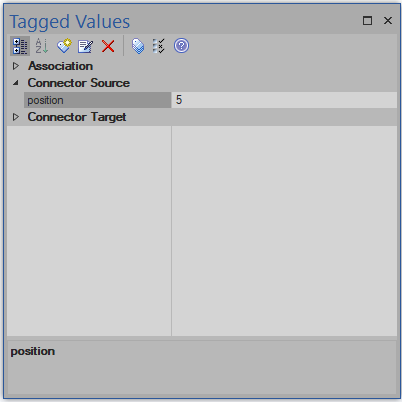 Tagged Values
Association
Connector Source
position 5
Connector Target
position